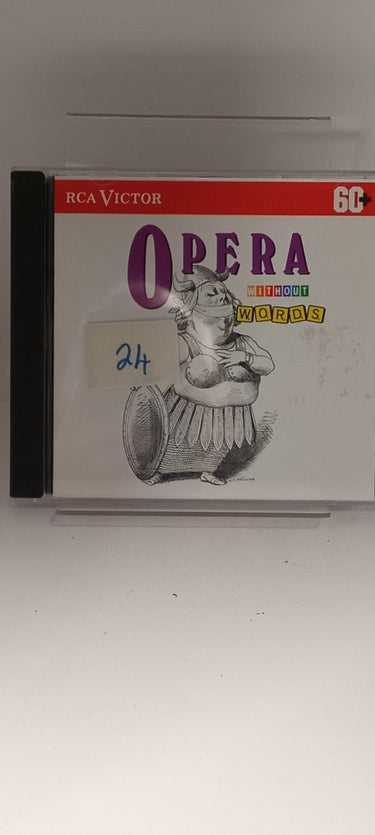 RCA VICTOR
60+
OPERA
WITHOUT
WORDS
24